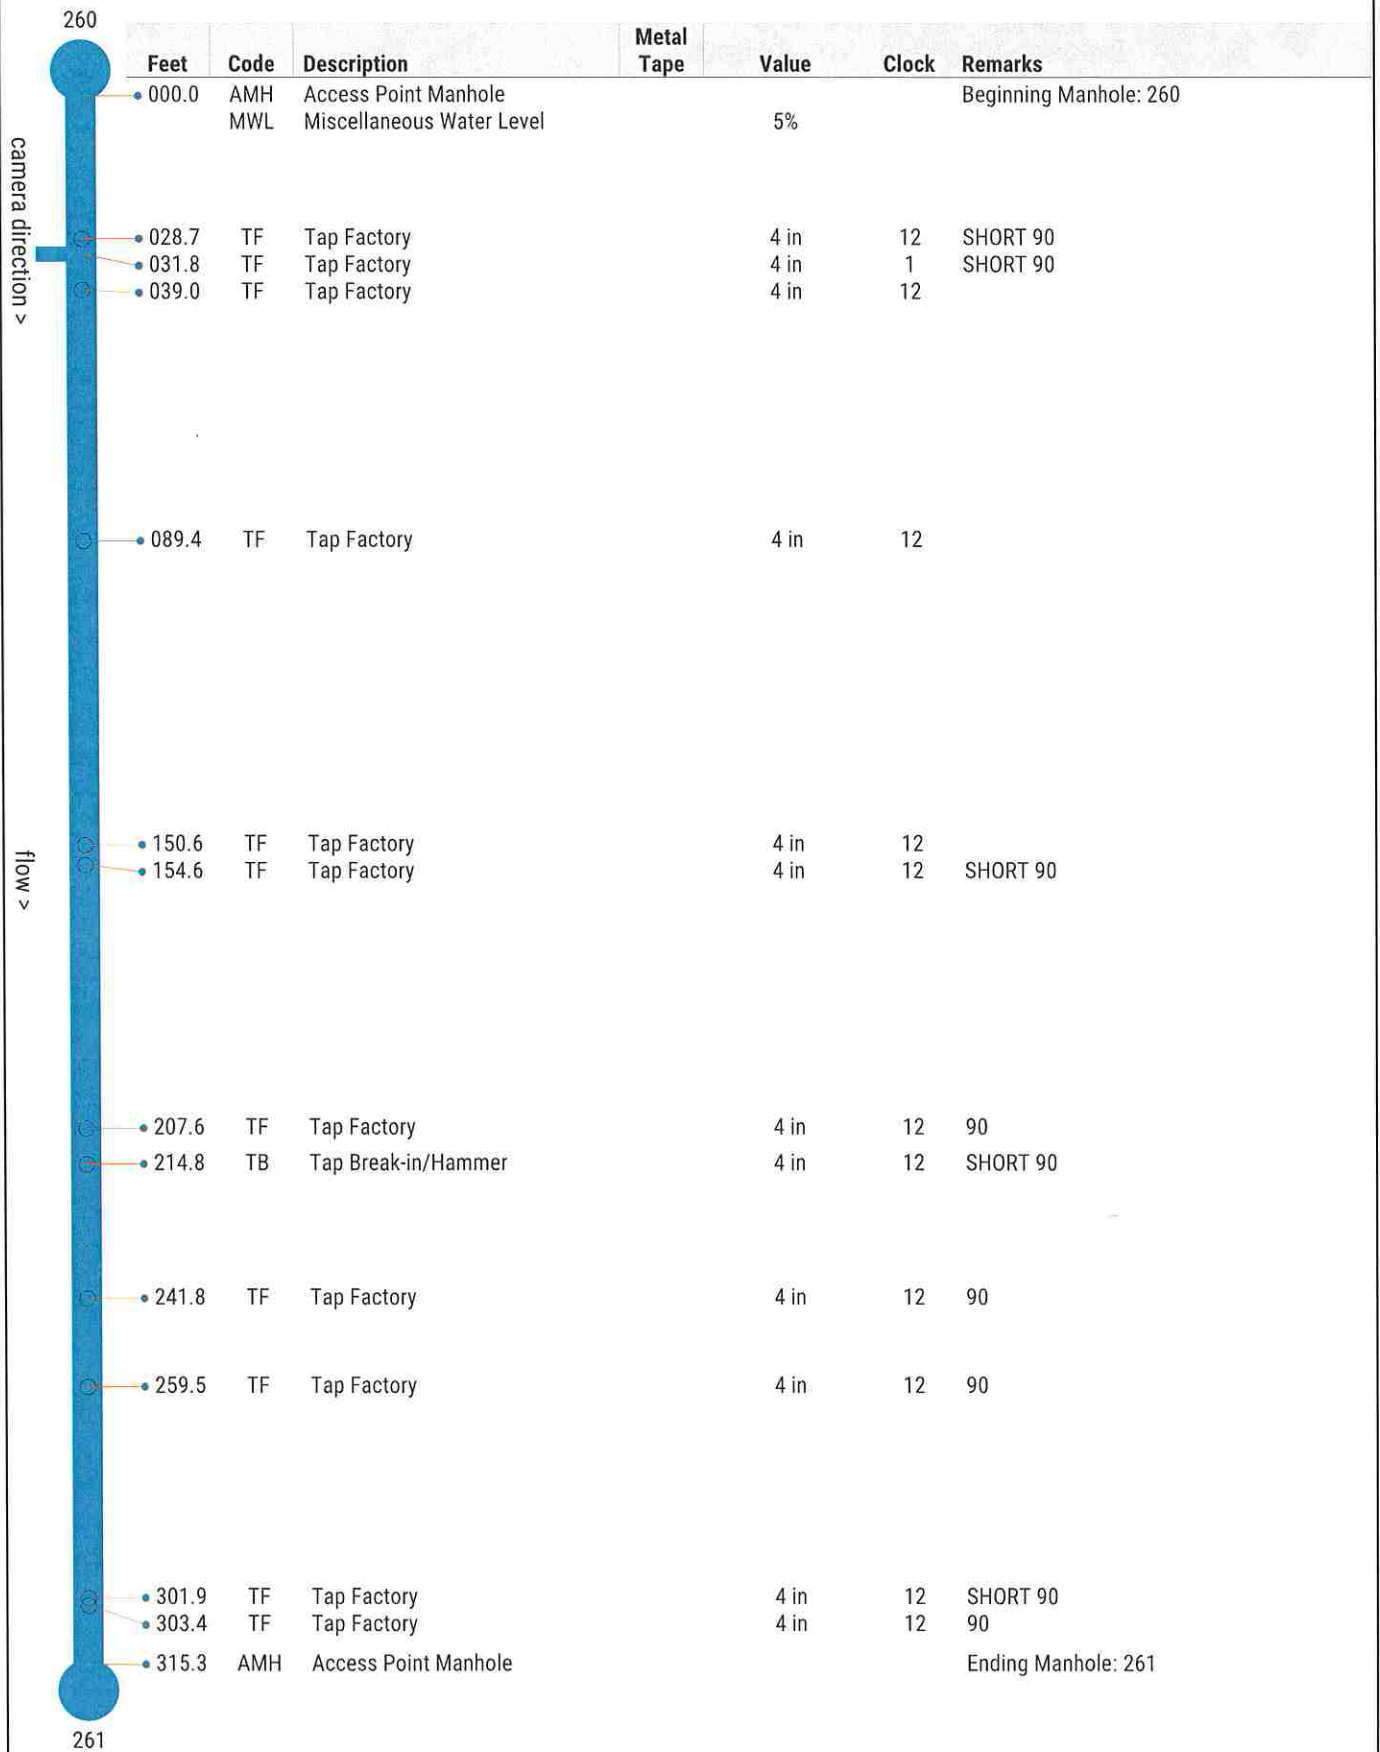 260
Feet Code Description Metal Tape Value Clock Remarks
000.0 AMH Access Point Manhole Beginning Manhole: 260
MWL Miscellaneous Water Level 5%
camera direction >
028.7 TF Tap Factory 4 in 12 SHORT 90
031.8 TF Tap Factory 4 in 1 SHORT 90
039.0 TF Tap Factory 4 in 12
089.4 TF Tap Factory 4 in 12
150.6 TF Tap Factory 4 in 12
flow >
154.6 TF Tap Factory 4 in 12 SHORT 90
207.6 TF Tap Factory 4 in 12 90
214.8 TB Tap Break-in/Hammer 4 in 12 SHORT 90
241.8 TF Tap Factory 4 in 12 90
259.5 TF Tap Factory 4 in 12 90
301.9 TF Tap Factory 4 in 12 SHORT 90
303.4 TF Tap Factory 4 in 12 90
315.3 AMH Access Point Manhole Ending Manhole: 261
261